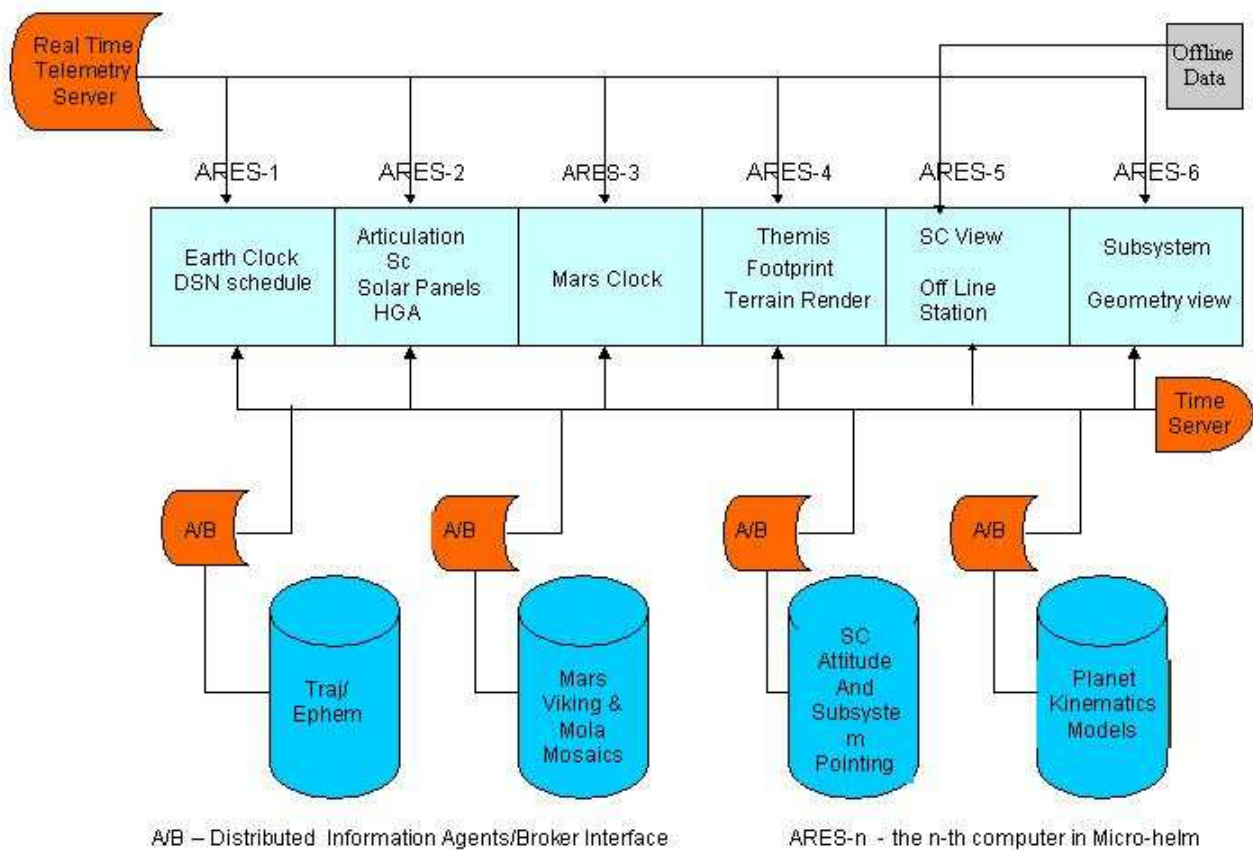 Real Time
Telemetry
Server
Offline
Data
ARES-1
ARES-2
ARES-3
ARES-4
ARES-5
ARES-6
Earth Clock
DSN schedule
Articulation
Sc
Solar Panels
HGA
Mars Clock
Themis
Footprint
Terrain Render
SC View
Off Line
Station
Subsystem
Geometry view
Time
Server
A/B
A/B
A/B
A/B
Traj/
Ephem
Mars
Viking &
Mola
Mosaics
SC
Attitude
And
Subsyste
m
Pointing
Planet
Kinematics
Models
A/B – Distributed Information Agents/Broker Interface
ARES-n - the n-th computer in Micro-helm